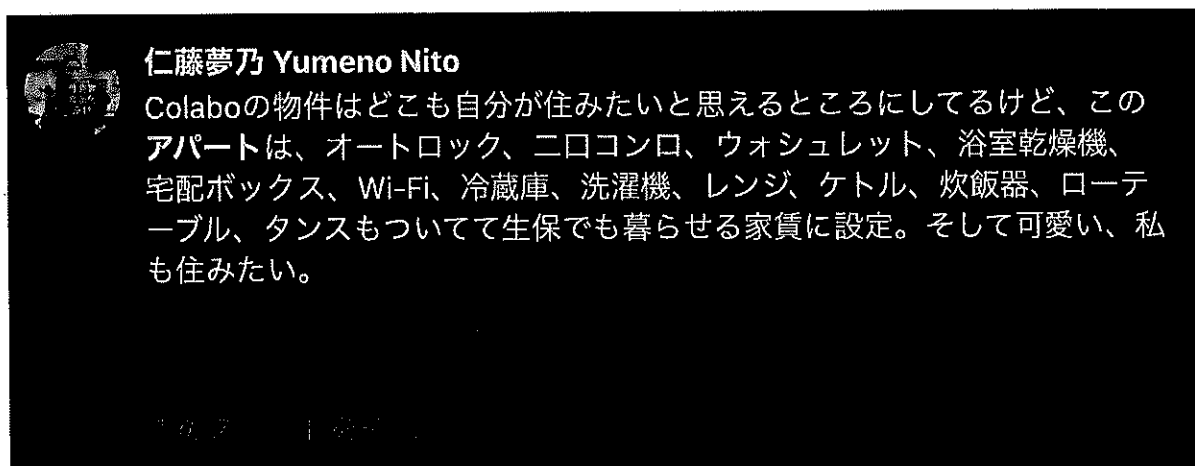 仁藤夢乃 Yumeno Nito
Colaboの物件はどこも自分が住みたいと思えるところにしてるけど、この
アパートは、オートロック、二口コンロ、ウォシュレット、浴室乾燥機、
宅配ボックス、Wi-Fi、冷蔵庫、洗濯機、レンジ、ケトル、炊飯器、ローテ
ーブル、タンスもついてて生保でも暮らせる家賃に設定。そして可愛い、私
も住みたい。